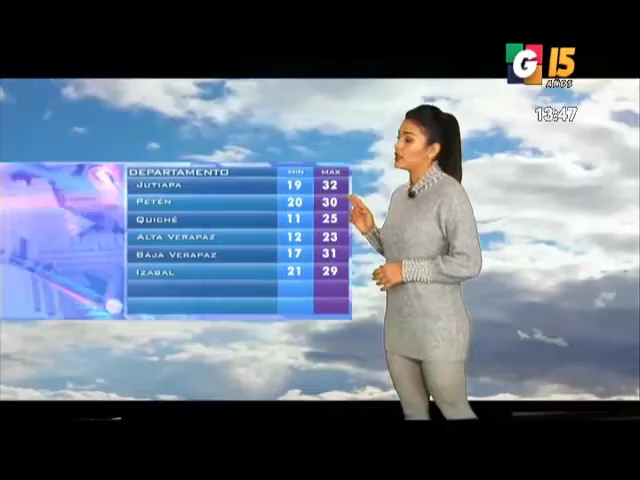 G 15
AÑOS
13:47
DEPARTAMENTO MIN MAX
JUTIAPA 19 32
PETÉN 20 30
QUICHÉ 11 25
ALTA VERAPAZ 12 23
BAJA VERAPAZ 17 31
IZABAL 21 29